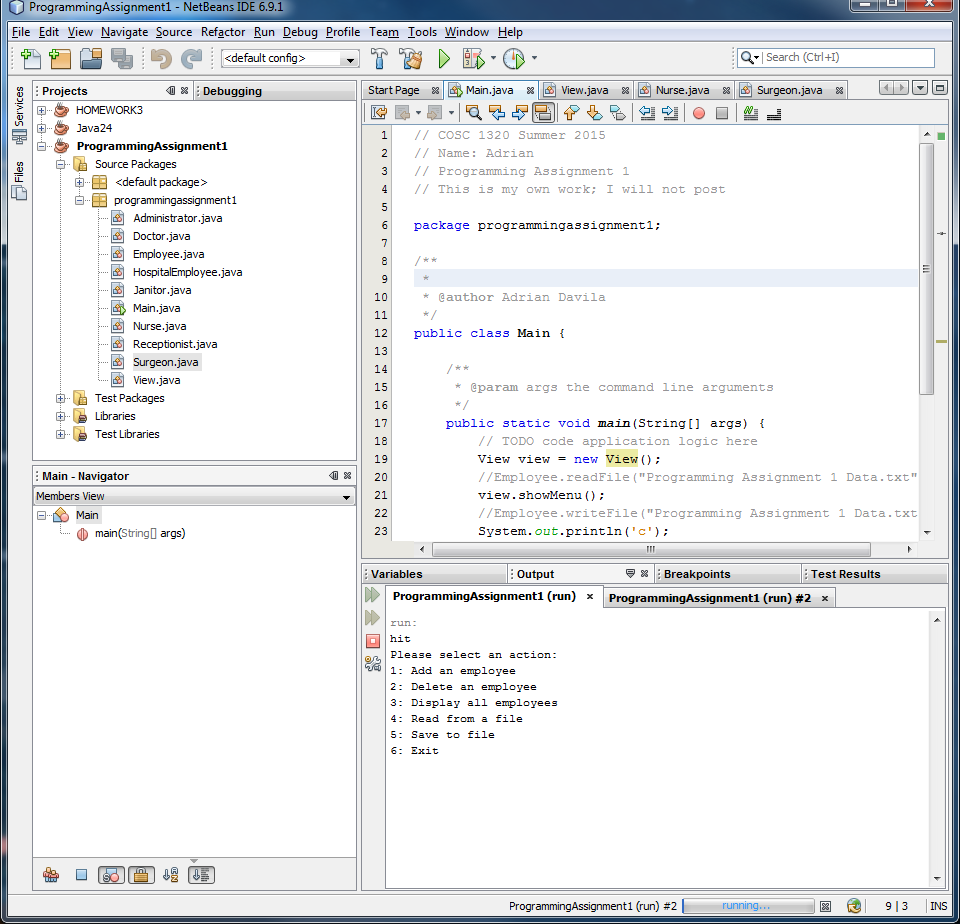 ProgrammingAssignment1 - NetBeans IDE 6.9.1
File Edit View Navigate Source Refactor Run Debug Profile Team Tools Window Help
<default config>
Search (Ctrl+I)
Services
Files
Projects
Debugging
HOMEWORK3
Java24
ProgrammingAssignment1
Source Packages
<default package>
programmingassignment1
Administrator.java
Doctor.java
Employee.java
HospitalEmployee.java
Janitor.java
Main.java
Nurse.java
Receptionist.java
Surgeon.java
View.java
Test Packages
Libraries
Test Libraries
Main - Navigator
Members View
Main
main(String[] args)
Start Page Main.java View.java Nurse.java Surgeon.java
1 // COSC 1320 Summer 2015
2 // Name: Adrian
3 // Programming Assignment 1
4 // This is my own work; I will not post
5
6 package programmingassignment1;
7
8 /**
9 *
10 * @author Adrian Davila
11 */
12 public class Main {
13
14 /**
15 * @param args the command line arguments
16 */
17 public static void main(String[] args) {
18 // TODO code application logic here
19 View view = new View();
20 //Employee.readFile("Programming Assignment 1 Data.txt"
21 view.showMenu();
22 //Employee.writeFile("Programming Assignment 1 Data.txt
23 System.out.println('c');
Variables Output Breakpoints Test Results
ProgrammingAssignment1 (run) ProgrammingAssignment1 (run) #2
run:
hit
Please select an action:
1: Add an employee
2: Delete an employee
3: Display all employees
4: Read from a file
5: Save to file
6: Exit
ProgrammingAssignment1 (run) #2 running... 9 | 3 INS